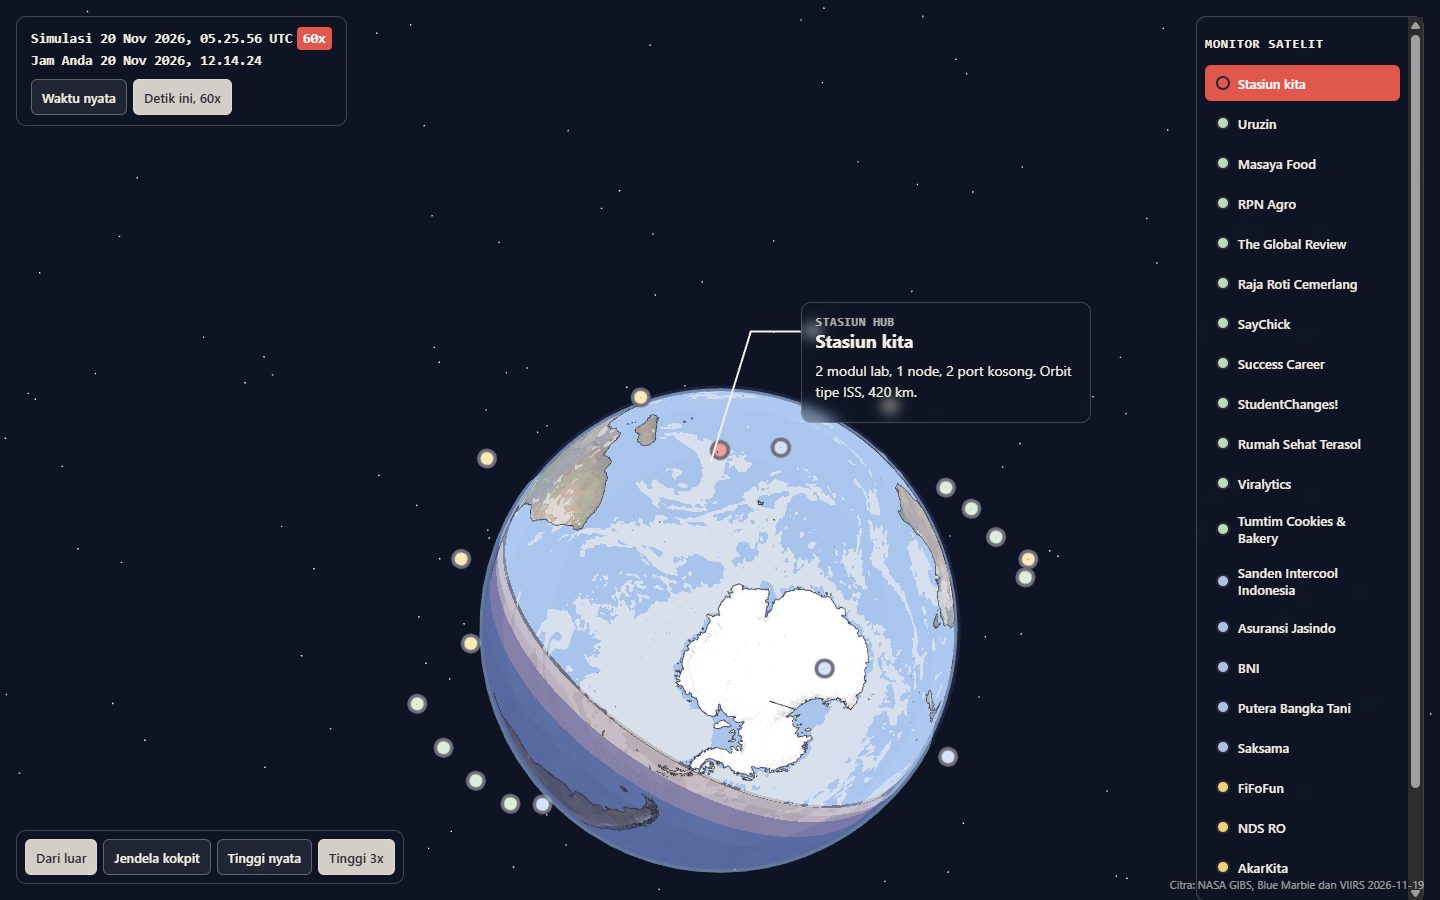 Simulasi 20 Nov 2026, 05.25.56 UTC 60x
Jam Anda 20 Nov 2026, 12.14.24
Waktu nyata
Detik ini, 60x
MONITOR SATELIT
Stasiun kita
Uruzin
Masaya Food
RPN Agro
The Global Review
Raja Roti Cemerlang
SayChick
Success Career
StudentChanges!
Rumah Sehat Terasol
Viralytics
Tumtim Cookies &
Bakery
Sanden Intercool
Indonesia
Asuransi Jasindo
BNI
Putera Bangka Tani
Saksama
FiFoFun
NDS RO
AkarKita
STASIUN HUB
Stasiun kita
2 modul lab, 1 node, 2 port kosong. Orbit
tipe ISS, 420 km.
Dari luar
Jendela kokpit
Tinggi nyata
Tinggi 3x
Citra: NASA GIBS, Blue Marble dan VIIRS 2026-11-19